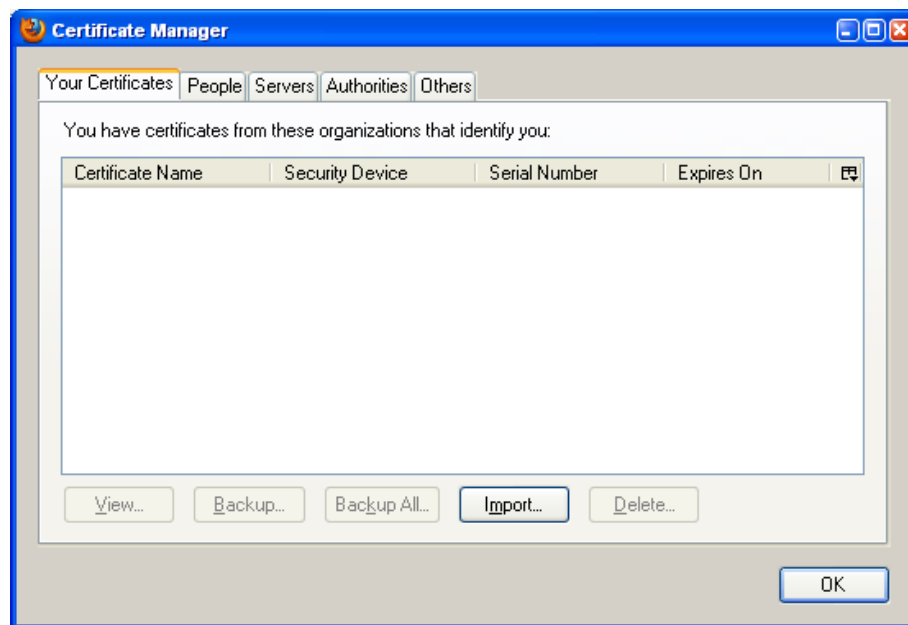 Certificate Manager
Your Certificates People Servers Authorities Others
You have certificates from these organizations that identify you:
Certificate Name Security Device Serial Number Expires On
View... Backup... Backup All... Import... Delete...
OK